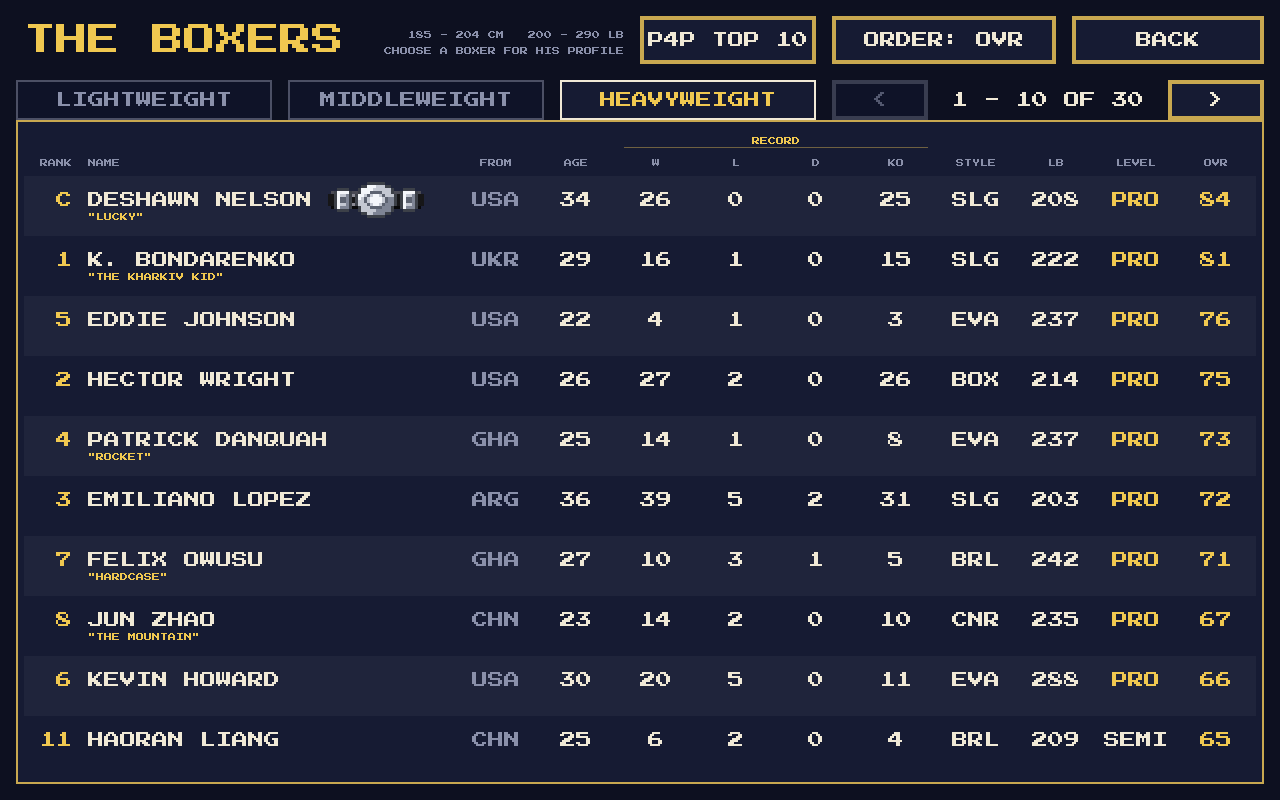 THE BOXERS
185 - 204 CM 200 - 290 LB
CHOOSE A BOXER FOR HIS PROFILE
P4P TOP 10
ORDER: OVR
BACK
LIGHTWEIGHT
MIDDLEWEIGHT
HEAVYWEIGHT
<
1 - 10 OF 30
>
RECORD
RANK NAME FROM AGE W L D KO STYLE LB LEVEL OVR
C DESHAWN NELSON USA 34 26 0 0 25 SLG 208 PRO 84
"LUCKY"
1 K. BONDARENKO UKR 29 16 1 0 15 SLG 222 PRO 81
"THE KHARKIV KID"
5 EDDIE JOHNSON USA 22 4 1 0 3 EVA 237 PRO 76
2 HECTOR WRIGHT USA 26 27 2 0 26 BOX 214 PRO 75
4 PATRICK DANQUAH GHA 25 14 1 0 8 EVA 237 PRO 73
"ROCKET"
3 EMILIANO LOPEZ ARG 36 39 5 2 31 SLG 203 PRO 72
7 FELIX OWUSU GHA 27 10 3 1 5 BRL 242 PRO 71
"HARDCASE"
8 JUN ZHAO CHN 23 14 2 0 10 CNR 235 PRO 67
"THE MOUNTAIN"
6 KEVIN HOWARD USA 30 20 5 0 11 EVA 288 PRO 66
11 HAORAN LIANG CHN 25 6 2 0 4 BRL 209 SEMI 65